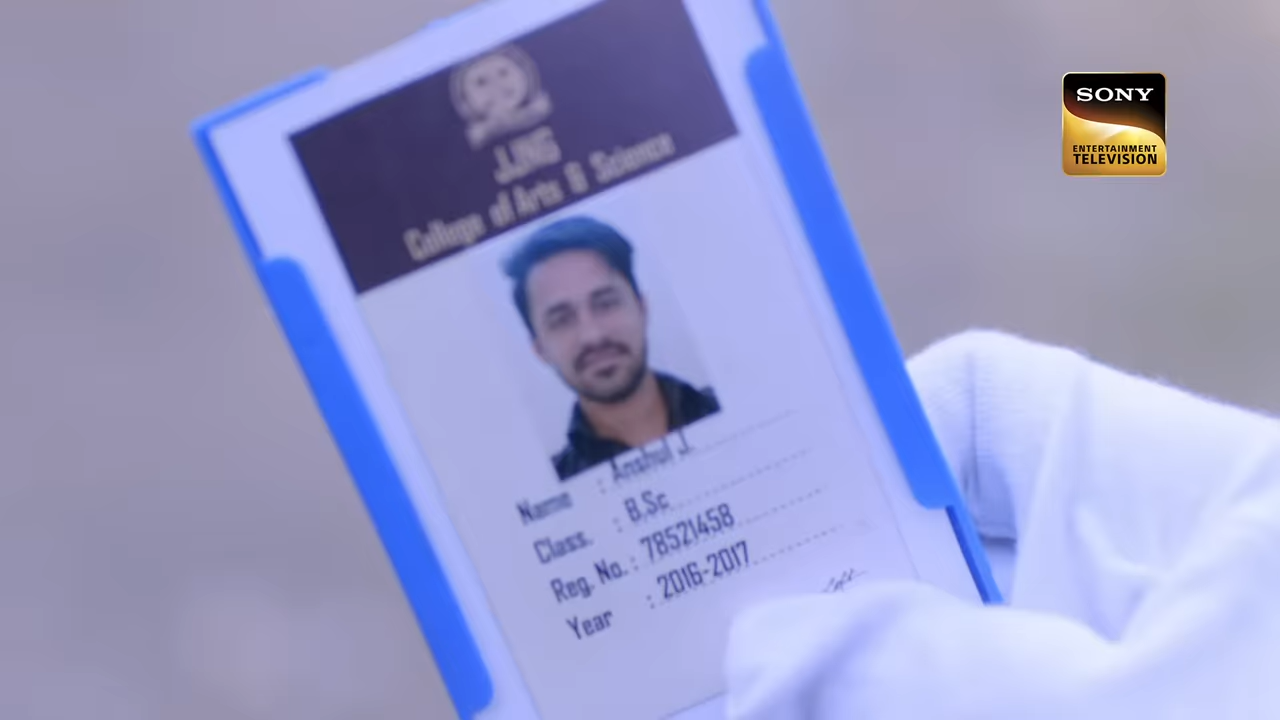 JJNG
College of Arts & Science
Name : Anshul J.
Class. : B.Sc
Reg. No. : 78521458
Year : 2016-2017
SONY
ENTERTAINMENT
TELEVISION